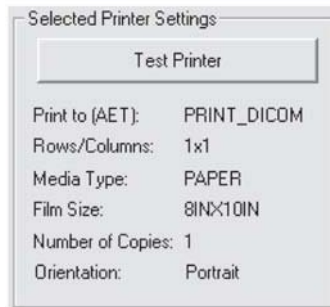 Selected Printer Settings
Test Printer
Print to (AET): PRINT_DICOM
Rows/Columns: 1x1
Media Type: PAPER
Film Size: 8INX10IN
Number of Copies: 1
Orientation: Portrait